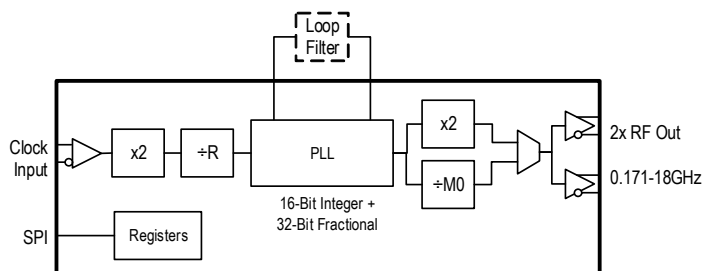 Loop
Filter
Clock
Input
x2
÷R
PLL
x2
÷M0
2x RF Out
0.171-18GHz
16-Bit Integer +
32-Bit Fractional
SPI
Registers